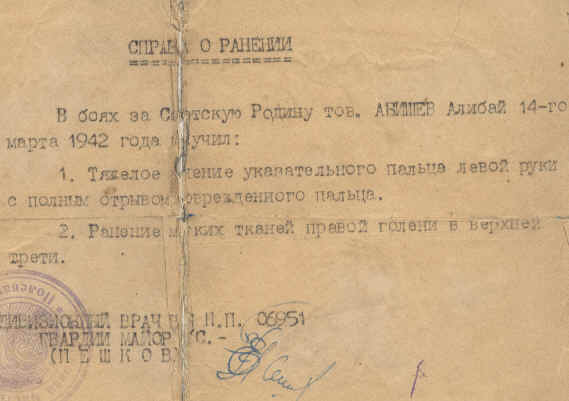 СПРАВКА О РАНЕНИИ
В боях за Советскую Родину тов. АБИШЕВ Алибай 14-го
марта 1942 года получил:
1. Тяжелое ранение указательного пальца левой руки
с полным отрывом поврежденного пальца.
2. Ранение мягких тканей правой голени в верхней
трети.
ДИВИЗИОННЫЙ ВРАЧ П.П. 06951
ГВАРДИИ МАЙОР М/С. -
(ПЕШКОВ)